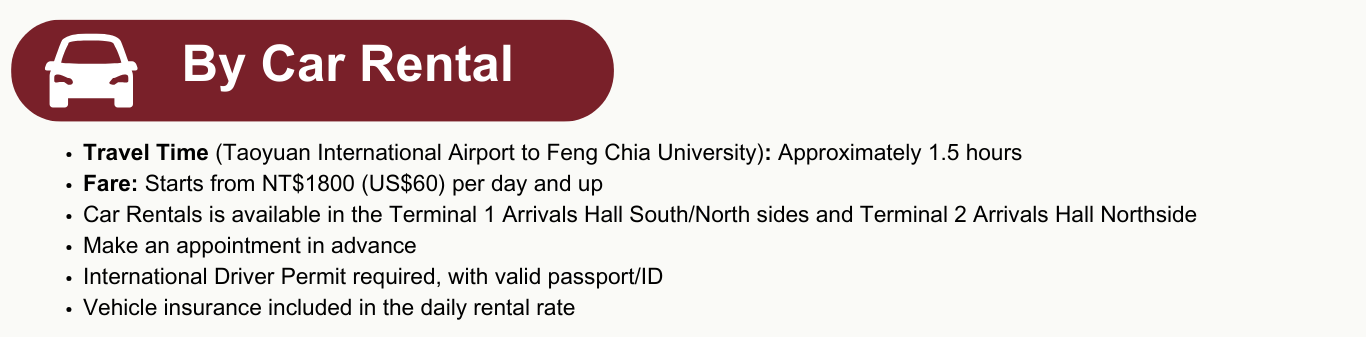 By Car Rental
• Travel Time (Taoyuan International Airport to Feng Chia University): Approximately 1.5 hours
• Fare: Starts from NT$1800 (US$60) per day and up
• Car Rentals is available in the Terminal 1 Arrivals Hall South/North sides and Terminal 2 Arrivals Hall Northside
• Make an appointment in advance
• International Driver Permit required, with valid passport/ID
• Vehicle insurance included in the daily rental rate